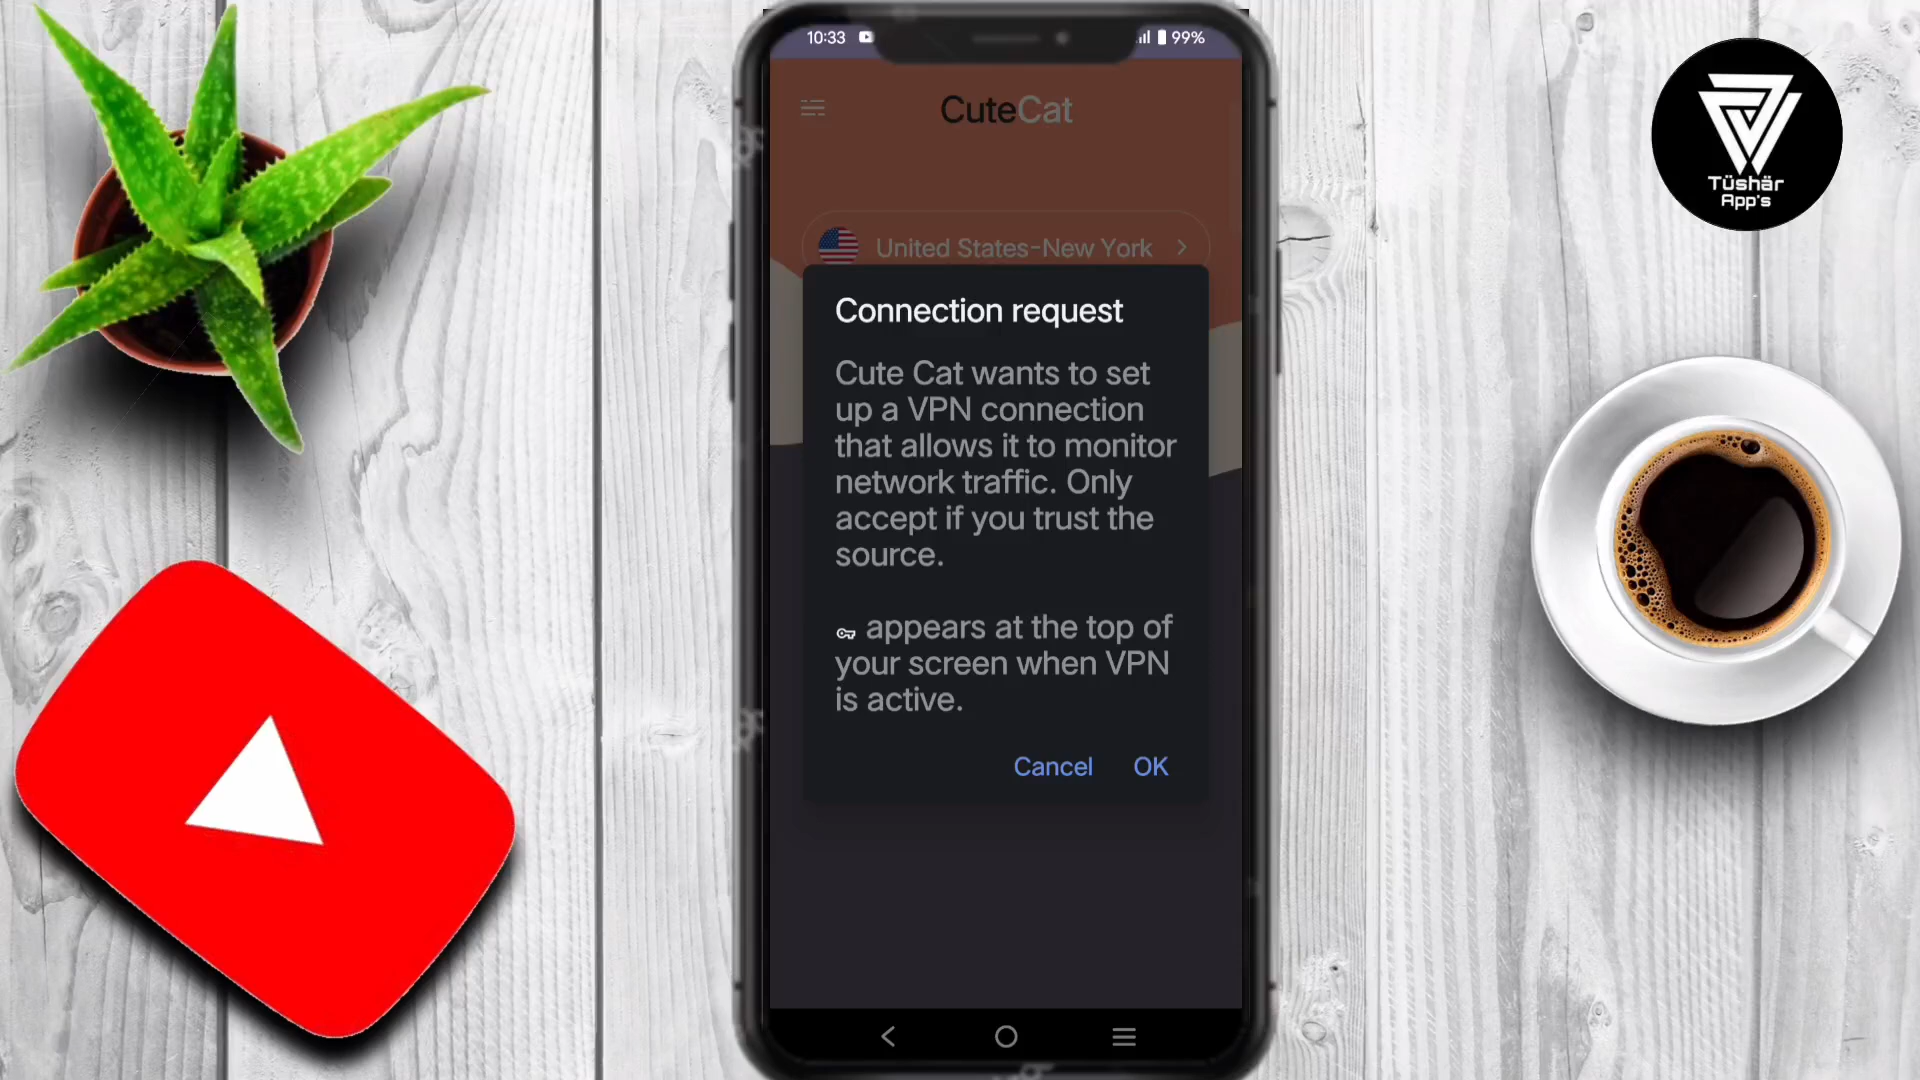 10:33
99%
CuteCat
Tüshär
App's
United States-New York
Connection request
Cute Cat wants to set
up a VPN connection
that allows it to monitor
network traffic. Only
accept if you trust the
source.
appears at the top of
your screen when VPN
is active.
Cancel OK